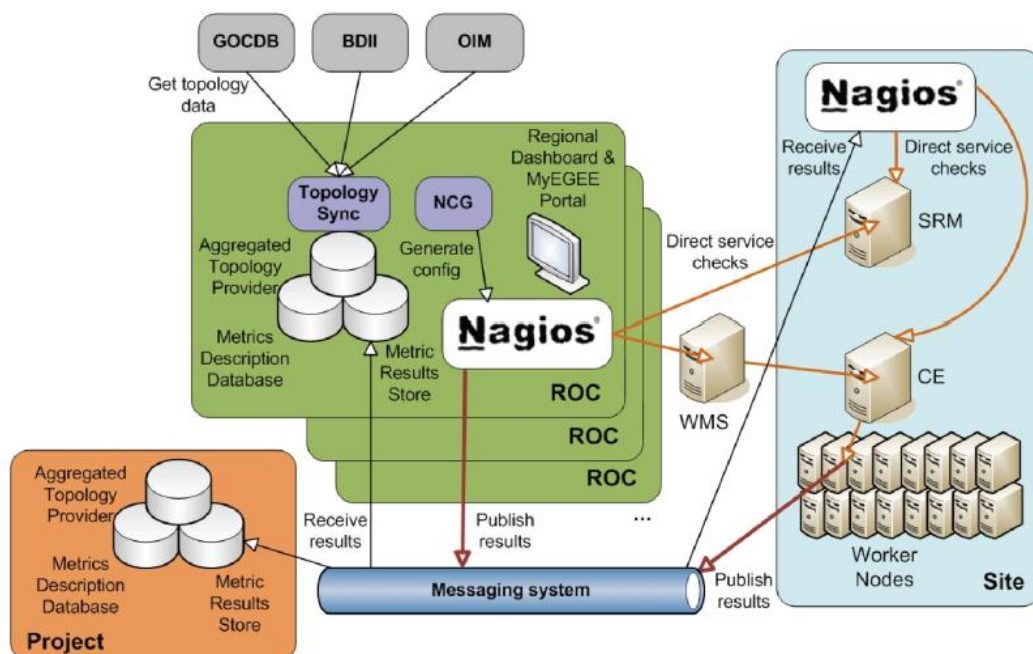 GOCDB
BDII
OIM
Get topology
data
Topology
Sync
NCG
Regional
Dashboard &
MyEGEE
Portal
Aggregated
Topology
Provider
Generate
config
Metrics
Description
Database
Metric
Results
Store
Nagios®
ROC
ROC
ROC
...
Direct service
checks
WMS
Nagios®
Receive
results
Direct service
checks
SRM
CE
Worker
Nodes
Site
Aggregated
Topology
Provider
Metrics
Description
Database
Metric
Results
Store
Project
Receive
results
Publish
results
Messaging system
Publish
results